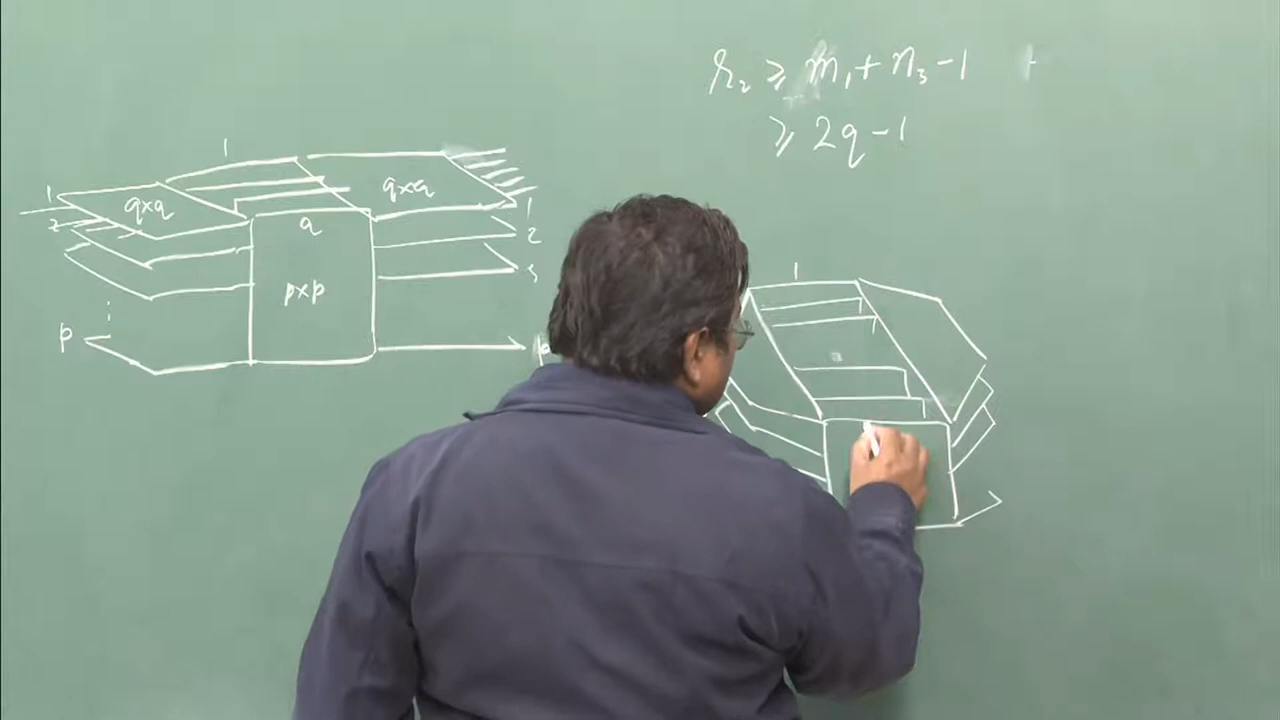 r₂ ≥ m₁ + n₃ - 1
≥ 2q - 1
1
1
q×q
q×q
2
q
1
2
3
p×p
p
1